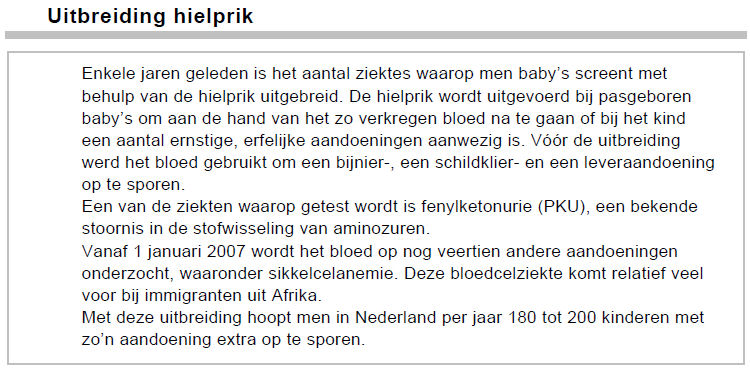 Uitbreiding hielprik
Enkele jaren geleden is het aantal ziektes waarop men baby's screent met
behulp van de hielprik uitgebreid. De hielprik wordt uitgevoerd bij pasgeboren
baby's om aan de hand van het zo verkregen bloed na te gaan of bij het kind
een aantal ernstige, erfelijke aandoeningen aanwezig is. Vóór de uitbreiding
werd het bloed gebruikt om een bijnier-, een schildklier- en een leveraandoening
op te sporen.
Een van de ziekten waarop getest wordt is fenylketonurie (PKU), een bekende
stoornis in de stofwisseling van aminozuren.
Vanaf 1 januari 2007 wordt het bloed op nog veertien andere aandoeningen
onderzocht, waaronder sikkelcelanemie. Deze bloedcelziekte komt relatief veel
voor bij immigranten uit Afrika.
Met deze uitbreiding hoopt men in Nederland per jaar 180 tot 200 kinderen met
zo'n aandoening extra op te sporen.